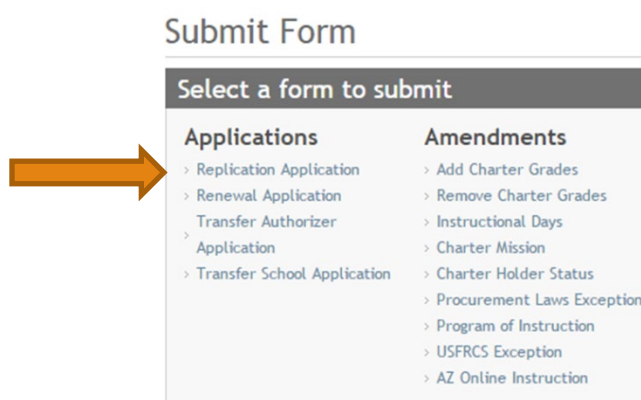 Submit Form
Select a form to submit
Applications
Replication Application
Renewal Application
Transfer Authorizer
Application
Transfer School Application
Amendments
Add Charter Grades
Remove Charter Grades
Instructional Days
Charter Mission
Charter Holder Status
Procurement Laws Exception
Program of Instruction
USFRCS Exception
AZ Online Instruction